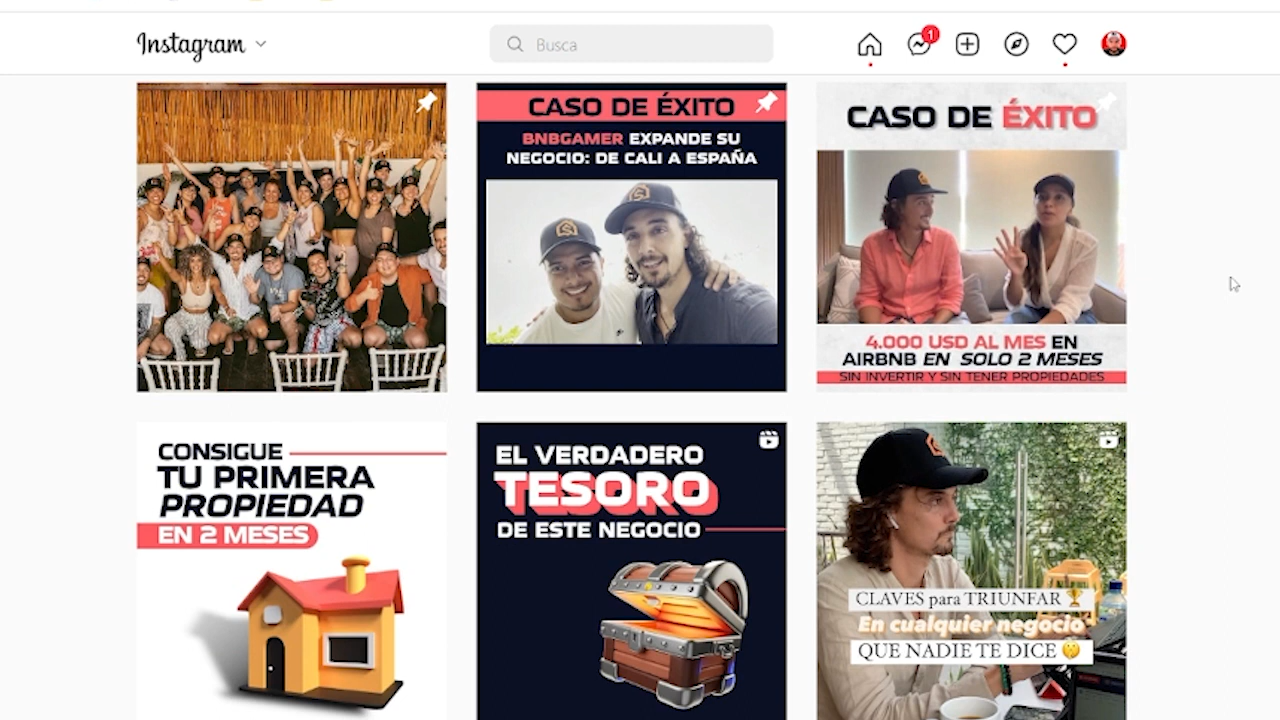 Instagram
Busca
1
CASO DE ÉXITO
BNBGAMER EXPANDE SU
NEGOCIO: DE CALI A ESPAÑA
CASO DE ÉXITO
4.000 USD AL MES EN
AIRBNB EN SOLO 2 MESES
SIN INVERTIR Y SIN TENER PROPIEDADES
CONSIGUE
TU PRIMERA
PROPIEDAD
EN 2 MESES
EL VERDADERO
TESORO
DE ESTE NEGOCIO
CLAVES para TRIUNFAR 🏆
En cualquier negocio
QUE NADIE TE DICE 🤫